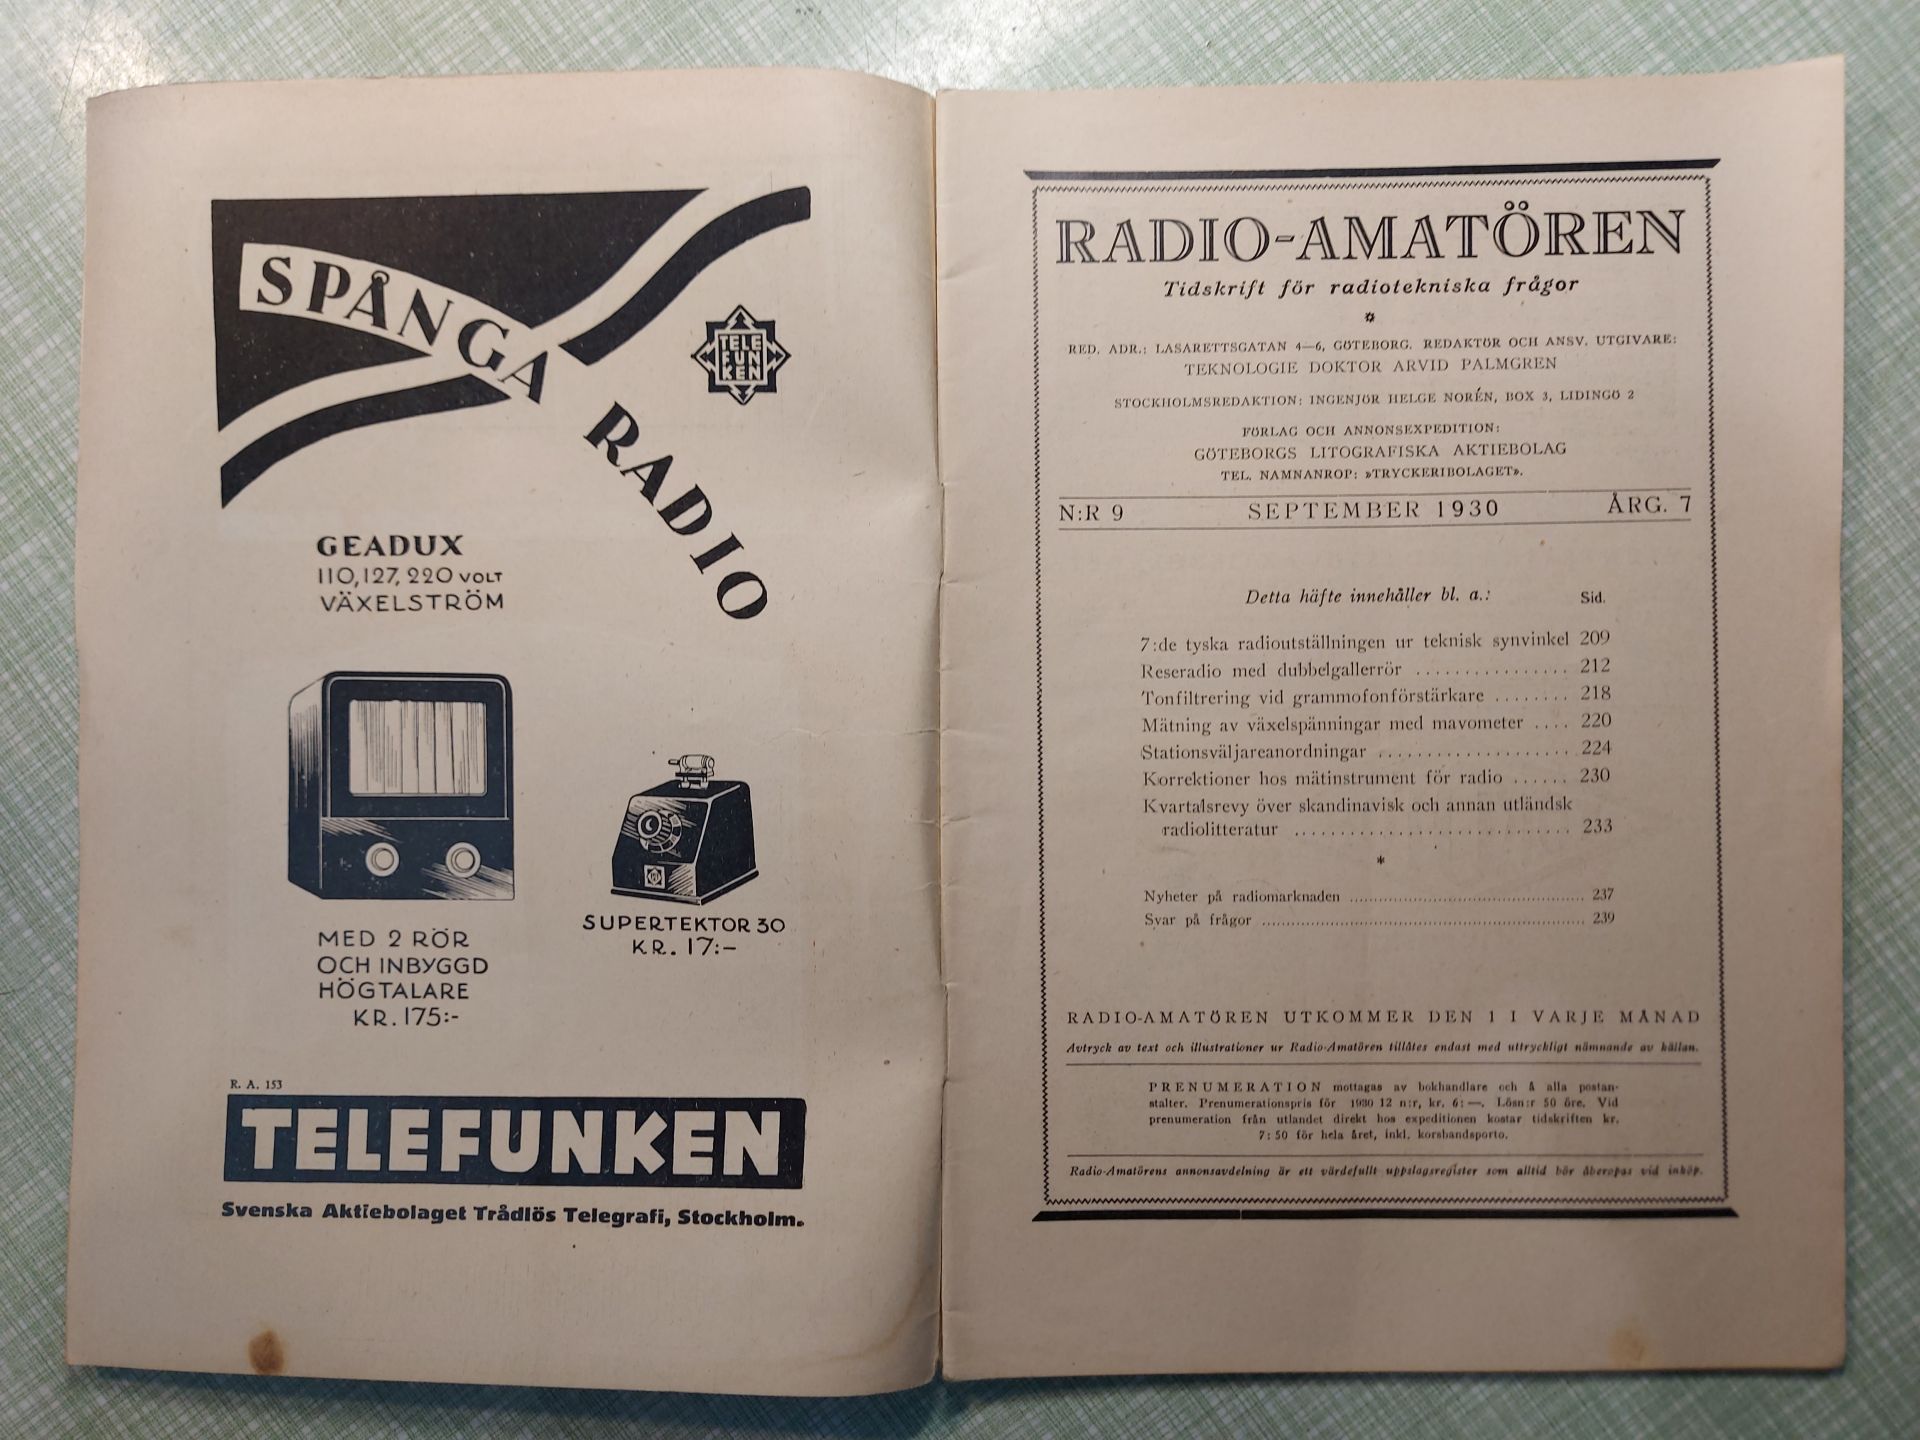 SPÅNGA RADIO
TELE
FUN
KEN
GEADUX
110, 127, 220 VOLT
VÄXELSTRÖM
SUPERTEKTOR 30
KR. 17:-
MED 2 RÖR
OCH INBYGGD
HÖGTALARE
KR. 175:-
R. A. 153
TELEFUNKEN
Svenska Aktiebolaget Trådlös Telegrafi, Stockholm.
RADIO-AMATÖREN
Tidskrift för radiotekniska frågor
RED. ADR.: LASARETTSGATAN 4—6, GÖTEBORG. REDAKTÖR OCH ANSV. UTGIVARE:
TEKNOLOGIE DOKTOR ARVID PALMGREN
STOCKHOLMSREDAKTION: INGENJÖR HELGE NORÉN, BOX 3, LIDINGÖ 2
FÖRLAG OCH ANNONSEXPEDITION:
GÖTEBORGS LITOGRAFISKA AKTIEBOLAG
TEL. NAMNANROP: »TRYCKERIBOLAGET».
N:R 9 SEPTEMBER 1930 ÅRG. 7
Detta häfte innehåller bl. a.: Sid.
7:de tyska radioutställningen ur teknisk synvinkel 209
Reseradio med dubbelgallerrör ................ 212
Tonfiltrering vid grammofonförstärkare ........ 218
Mätning av växelspänningar med mavometer .... 220
Stationsväljareanordningar ..................... 224
Korrektioner hos mätinstrument för radio ...... 230
Kvartalsrevy över skandinavisk och annan utländsk
radiolitteratur ............................ 233
*
Nyheter på radiomarknaden ................................................ 237
Svar på frågor ................................................................ 239
RADIO-AMATÖREN UTKOMMER DEN 1 I VARJE MÅNAD
Avtryck av text och illustrationer ur Radio-Amatören tillåtes endast med uttryckligt nämnande av källan.
PRENUMERATION mottagas av bokhandlare och å alla postan-
stalter. Prenumerationspris för 1930 12 n:r, kr. 6: —. Lösn:r 50 öre. Vid
prenumeration från utlandet direkt hos expeditionen kostar tidskriften kr.
7: 50 för hela året, inkl. korsbandsporto.
Radio-Amatörens annonsavdelning är ett värdefullt uppslagsregister som alltid bör åberopas vid inköp.